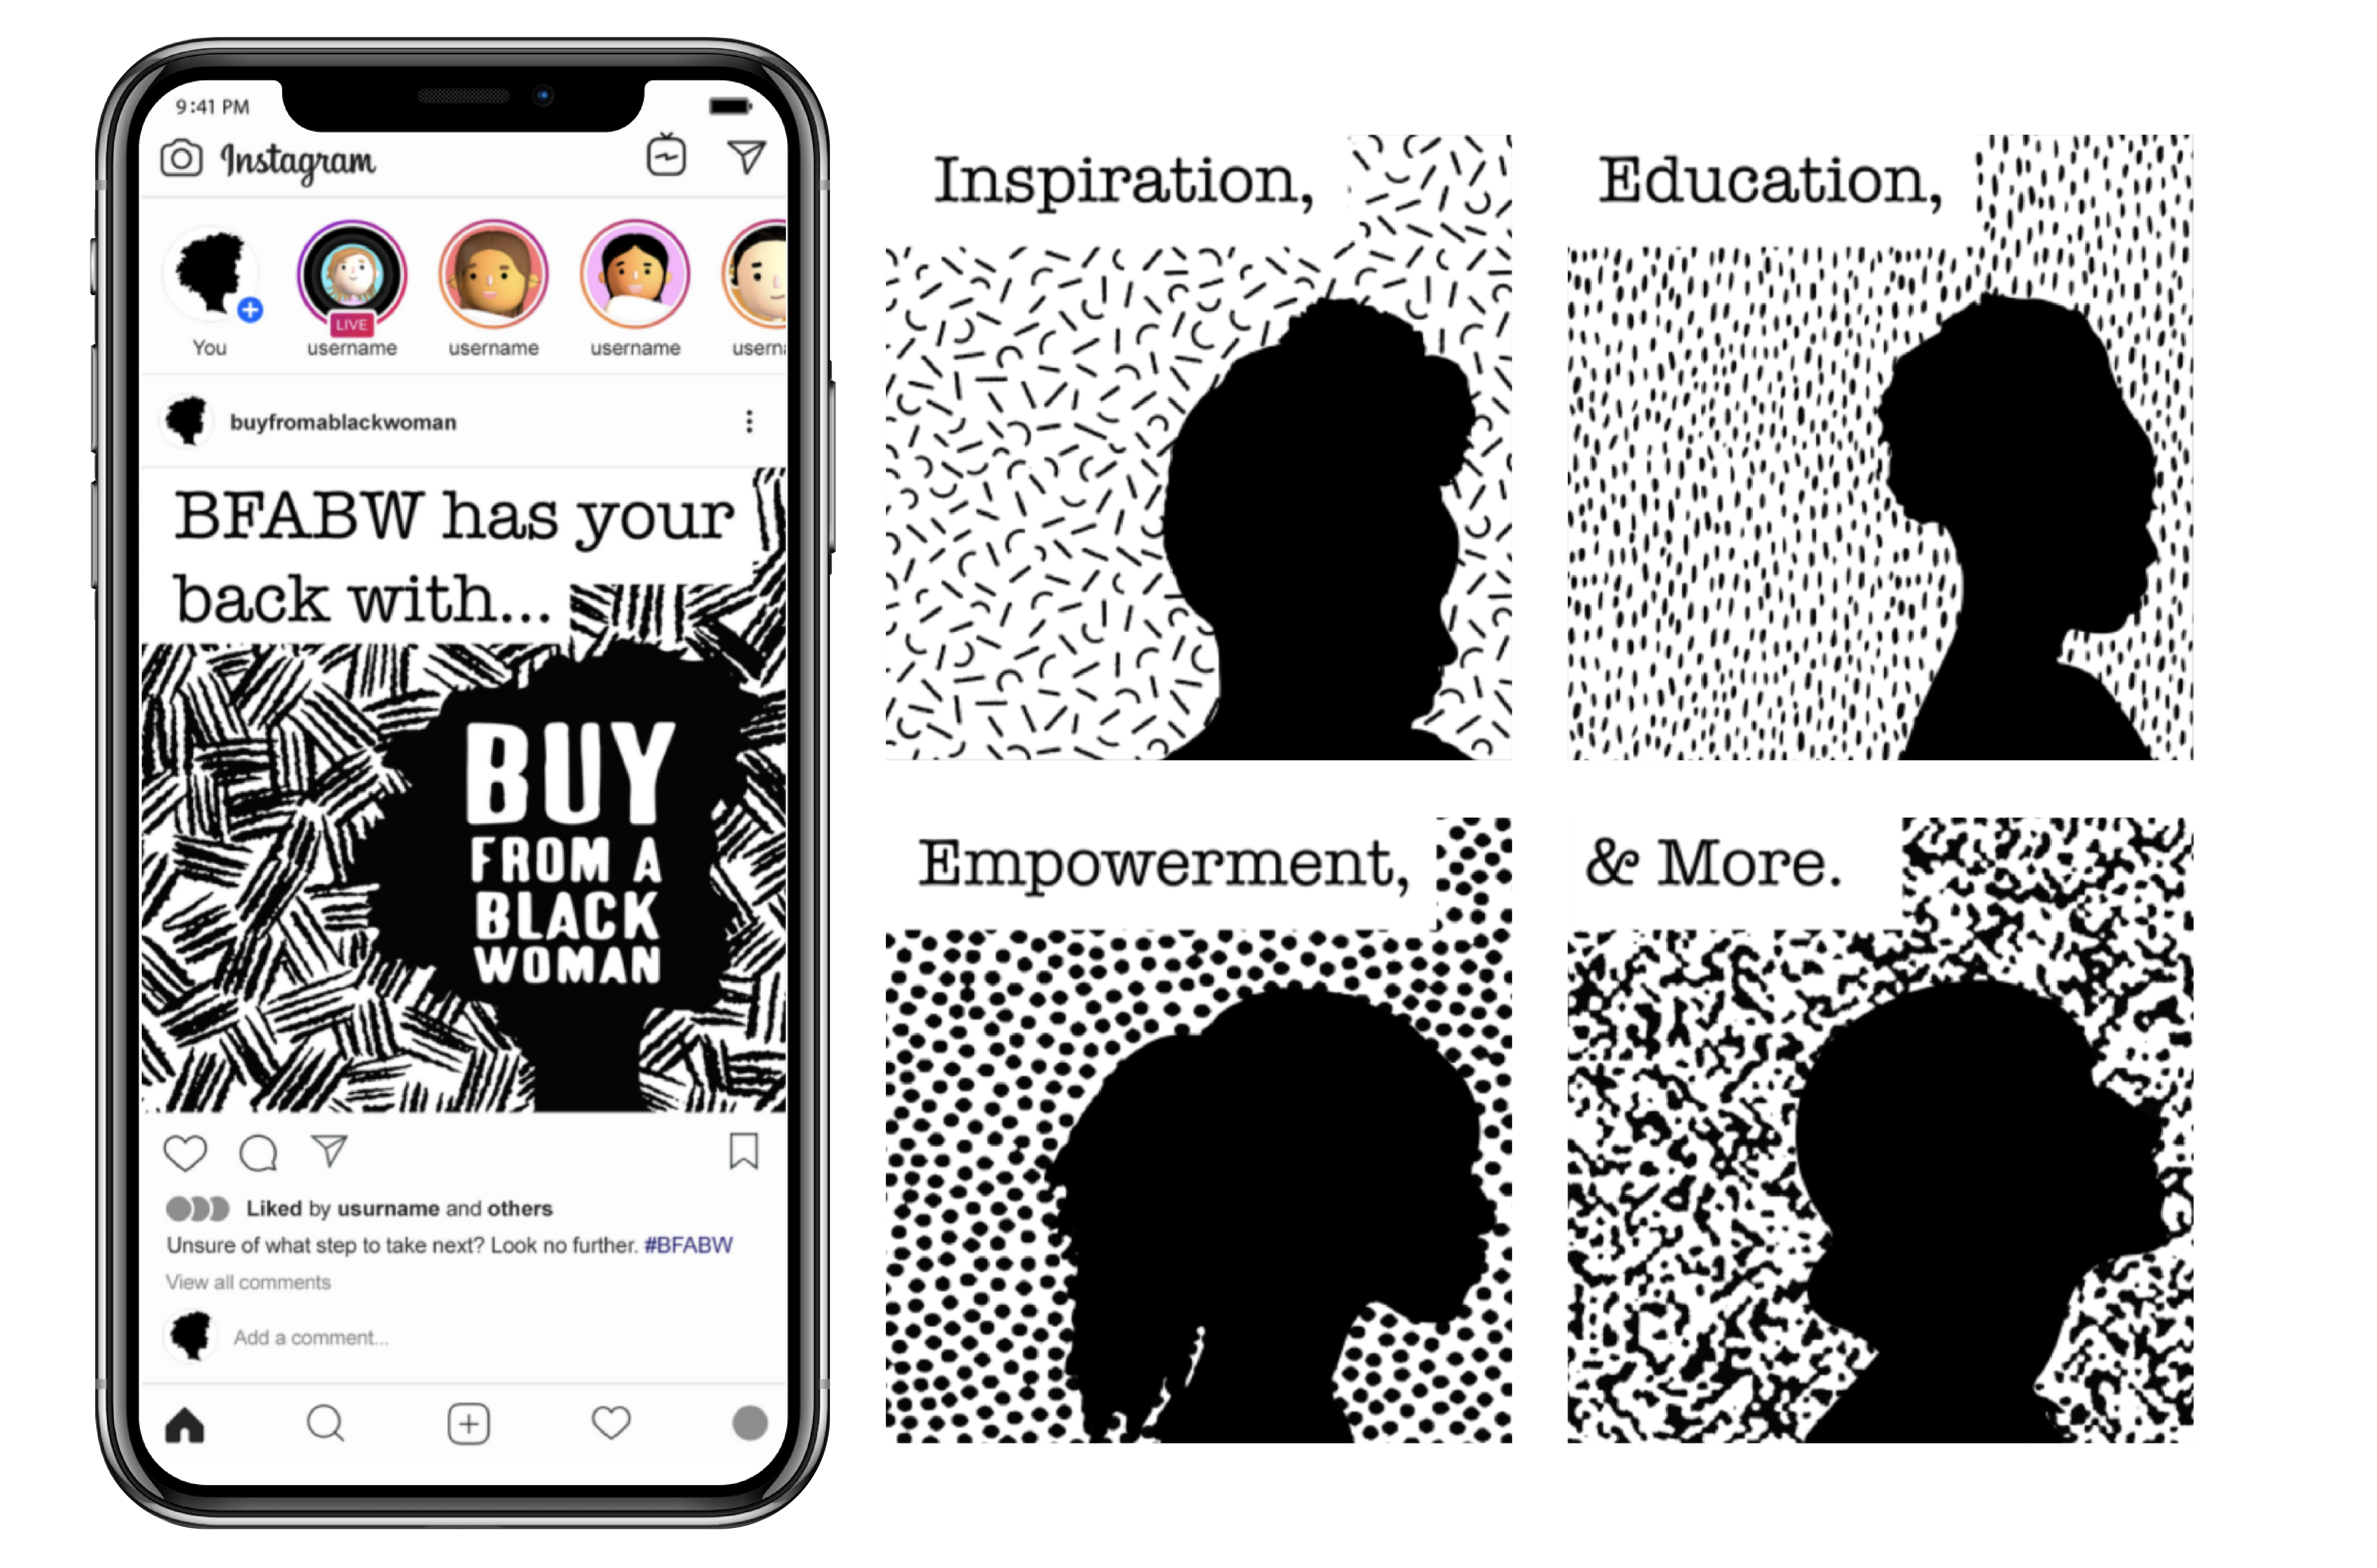 9:41 PM
Instagram
LIVE
You
username
username
username
usern
buyfromablackwoman
BFABW has your
back with...
BUY
FROM A
BLACK
WOMAN
Liked by usurname and others
Unsure of what step to take next? Look no further. #BFABW
View all comments
Add a comment...
Inspiration,
Education,
Empowerment,
& More.